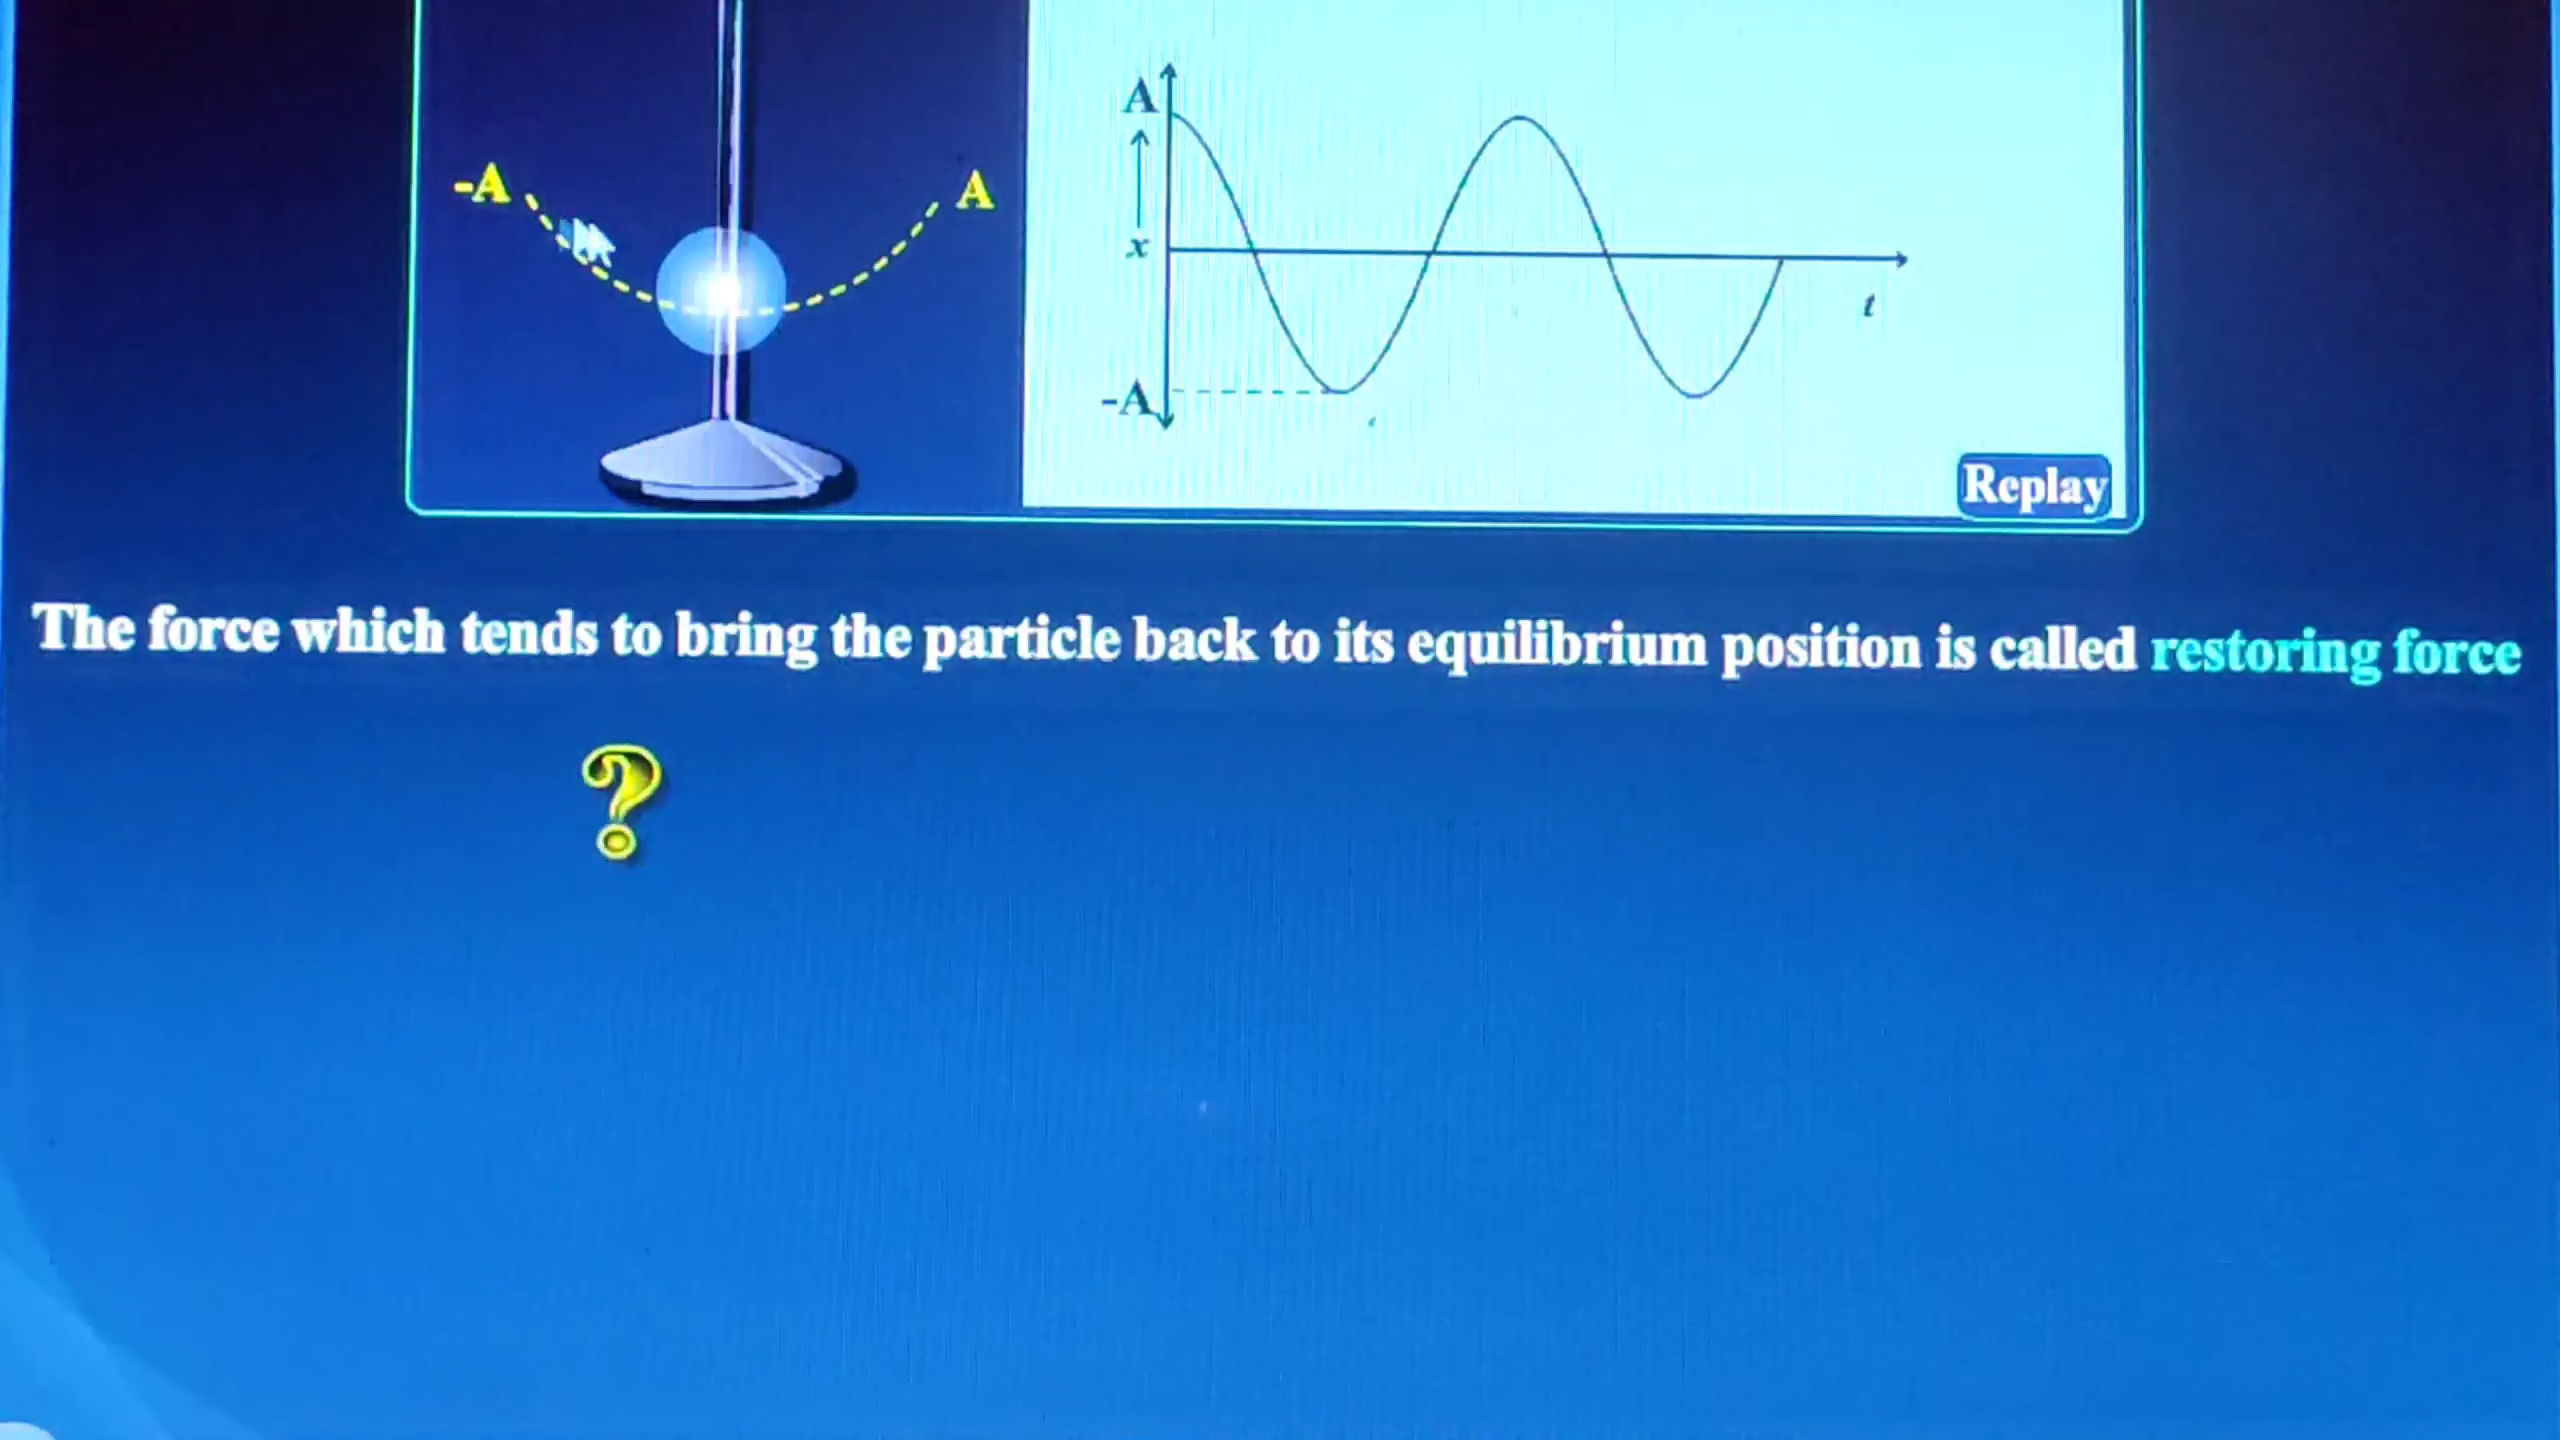 A
-A
A
x
t
-A
Replay
The force which tends to bring the particle back to its equilibrium position is called restoring force
?